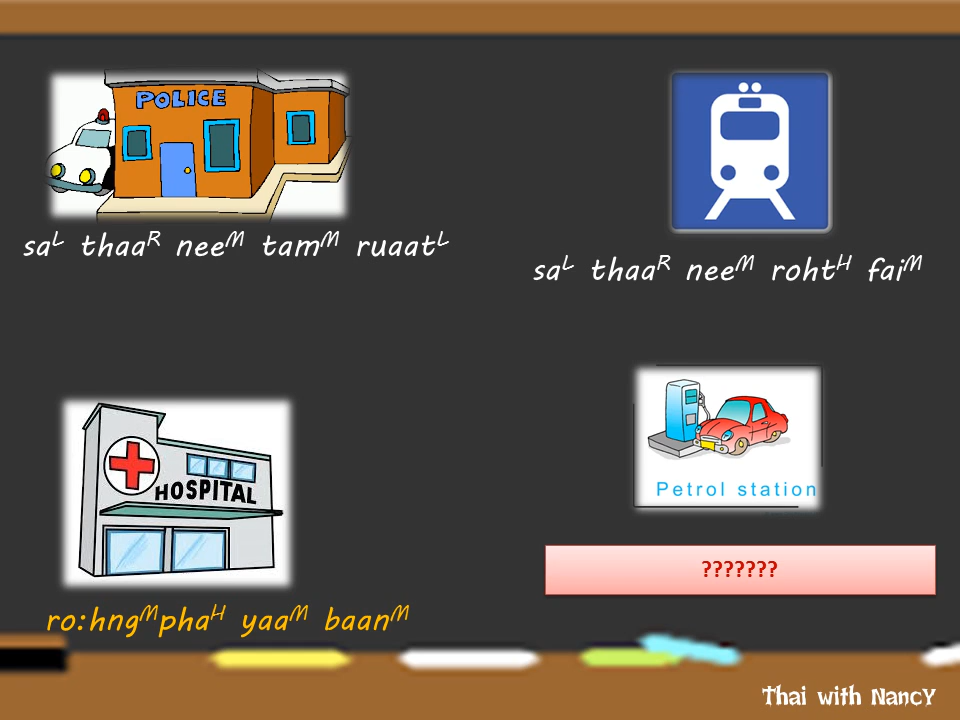 POLICE
saᴸ thaaᴿ neeᴹ tamᴹ ruaatᴸ
saᴸ thaaᴿ neeᴹ rohtᴴ faiᴹ
HOSPITAL
Petrol station
???????
ro:hngᴹphaᴴ yaaᴹ baanᴹ
Thai with NancY